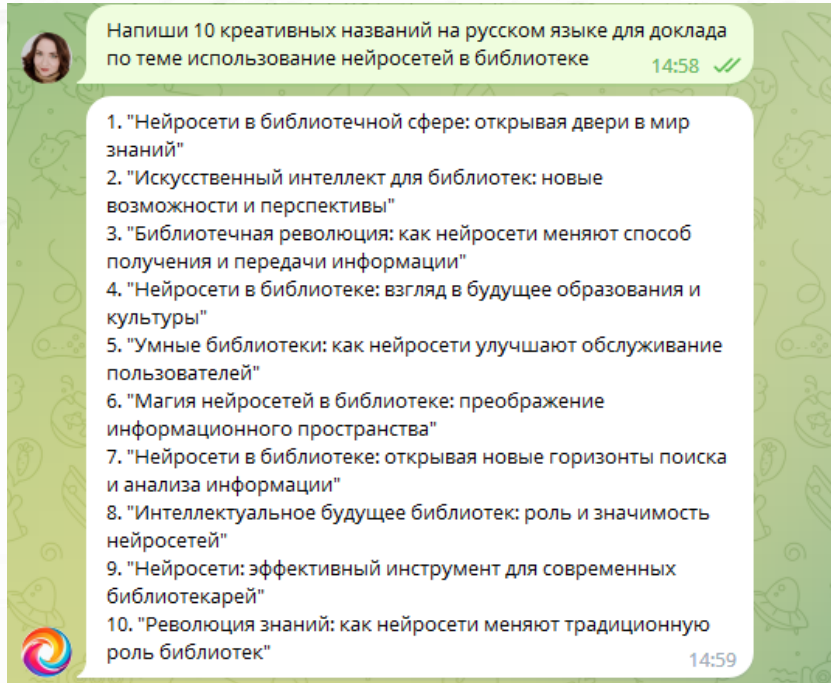 Напиши 10 креативных названий на русском языке для доклада
по теме использование нейросетей в библиотеке
14:58
1. "Нейросети в библиотечной сфере: открывая двери в мир
знаний"
2. "Искусственный интеллект для библиотек: новые
возможности и перспективы"
3. "Библиотечная революция: как нейросети меняют способ
получения и передачи информации"
4. "Нейросети в библиотеке: взгляд в будущее образования и
культуры"
5. "Умные библиотеки: как нейросети улучшают обслуживание
пользователей"
6. "Магия нейросетей в библиотеке: преображение
информационного пространства"
7. "Нейросети в библиотеке: открывая новые горизонты поиска
и анализа информации"
8. "Интеллектуальное будущее библиотек: роль и значимость
нейросетей"
9. "Нейросети: эффективный инструмент для современных
библиотекарей"
10. "Революция знаний: как нейросети меняют традиционную
роль библиотек"
14:59